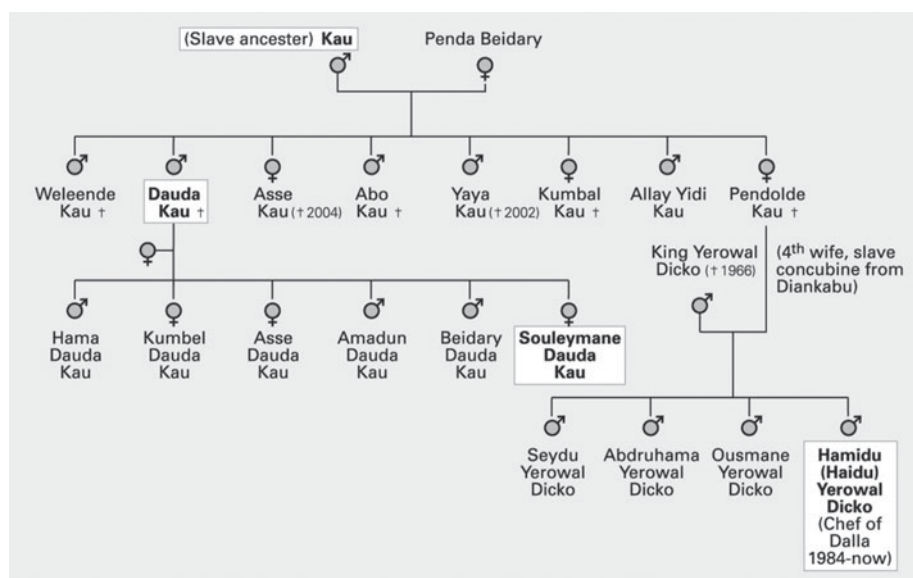 (Slave ancester) Kau
Penda Beidary
Weleende
Kau †
Dauda
Kau †
Asse
Kau († 2004)
Abo
Kau †
Yaya
Kau († 2002)
Kumbal
Kau †
Allay Yidi
Kau
Pendolde
Kau †
King Yerowal
Dicko († 1966)
(4th wife, slave
concubine from
Diankabu)
Hama
Dauda
Kau
Kumbel
Dauda
Kau
Asse
Dauda
Kau
Amadun
Dauda
Kau
Beidary
Dauda
Kau
Souleymane
Dauda
Kau
Seydu
Yerowal
Dicko
Abdruhama
Yerowal
Dicko
Ousmane
Yerowal
Dicko
Hamidu
(Haidu)
Yerowal
Dicko
(Chef of
Dalla
1984-now)